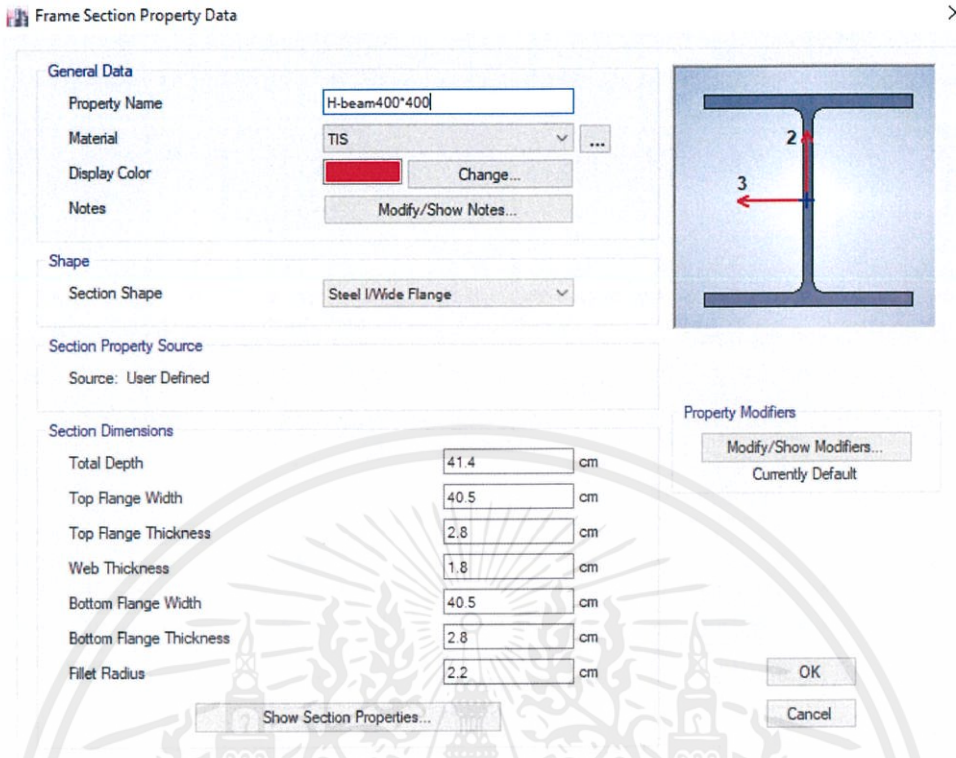 Frame Section Property Data
General Data
Property Name H-beam400*400
Material TIS ...
Display Color Change...
Notes Modify/Show Notes...
2
3
Shape
Section Shape Steel I/Wide Flange
Section Property Source
Source: User Defined
Property Modifiers
Modify/Show Modifiers...
Currently Default
Section Dimensions
Total Depth 41.4 cm
Top Flange Width 40.5 cm
Top Flange Thickness 2.8 cm
Web Thickness 1.8 cm
Bottom Flange Width 40.5 cm
Bottom Flange Thickness 2.8 cm
Fillet Radius 2.2 cm
Show Section Properties...
OK
Cancel